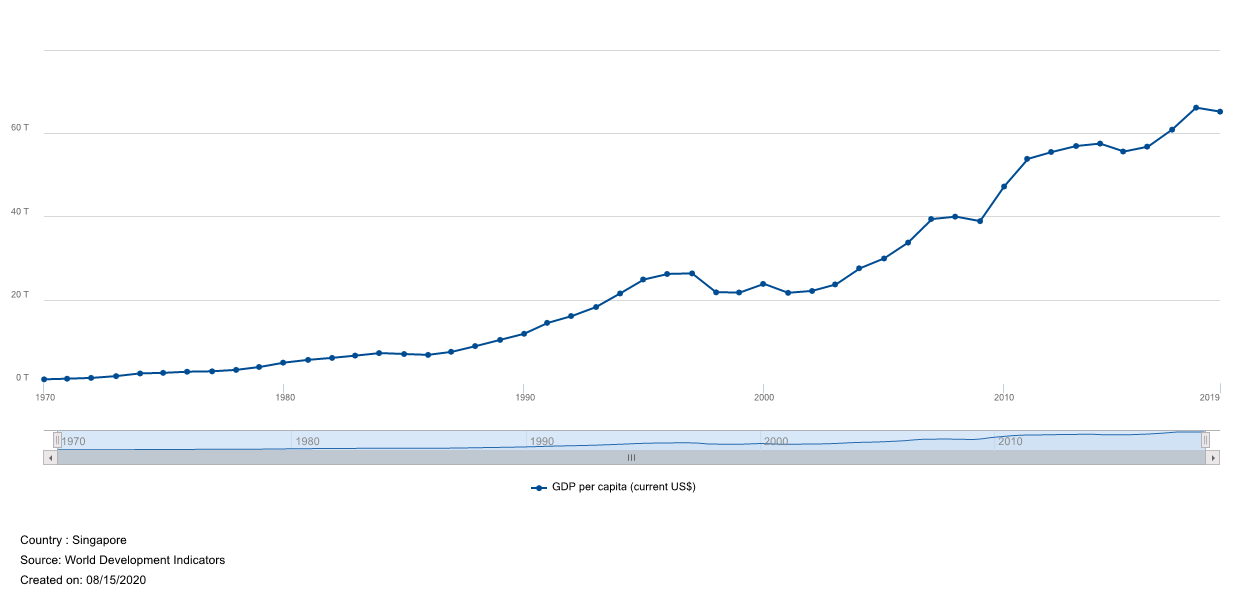 60 T
40 T
20 T
0 T
1970 1980 1990 2000 2010 2019
1970 1980 1990 2000 2010
GDP per capita (current US$)
Country : Singapore
Source: World Development Indicators
Created on: 08/15/2020